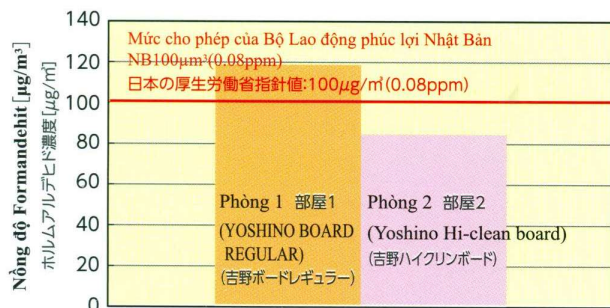 Nồng độ Formandehit [µg/m³]
ホルムアルデヒド濃度[µg/㎥]
140
120
100
80
60
40
20
0
Mức cho phép của Bộ Lao động phúc lợi Nhật Bản
NB100µm³(0.08ppm)
日本の厚生労働省指針値:100µg/㎥(0.08ppm)
Phòng 1 部屋1
(YOSHINO BOARD
REGULAR)
(吉野ボードレギュラー)
Phòng 2 部屋2
(Yoshino Hi-clean board)
(吉野ハイクリンボード)